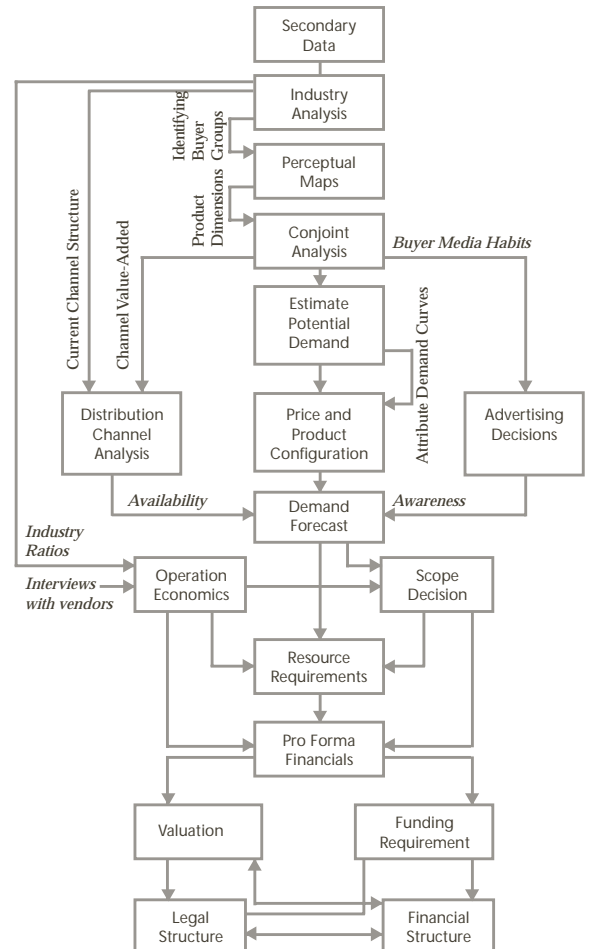 Secondary
Data
Industry
Analysis
Identifying
Buyer
Groups
Perceptual
Maps
Product
Dimensions
Conjoint
Analysis
Buyer Media Habits
Current Channel Structure
Channel Value-Added
Estimate
Potential
Demand
Attribute Demand Curves
Distribution
Channel
Analysis
Price and
Product
Configuration
Advertising
Decisions
Availability
Demand
Forecast
Awareness
Industry
Ratios
Interviews
with vendors
Operation
Economics
Scope
Decision
Resource
Requirements
Pro Forma
Financials
Valuation
Funding
Requirement
Legal
Structure
Financial
Structure